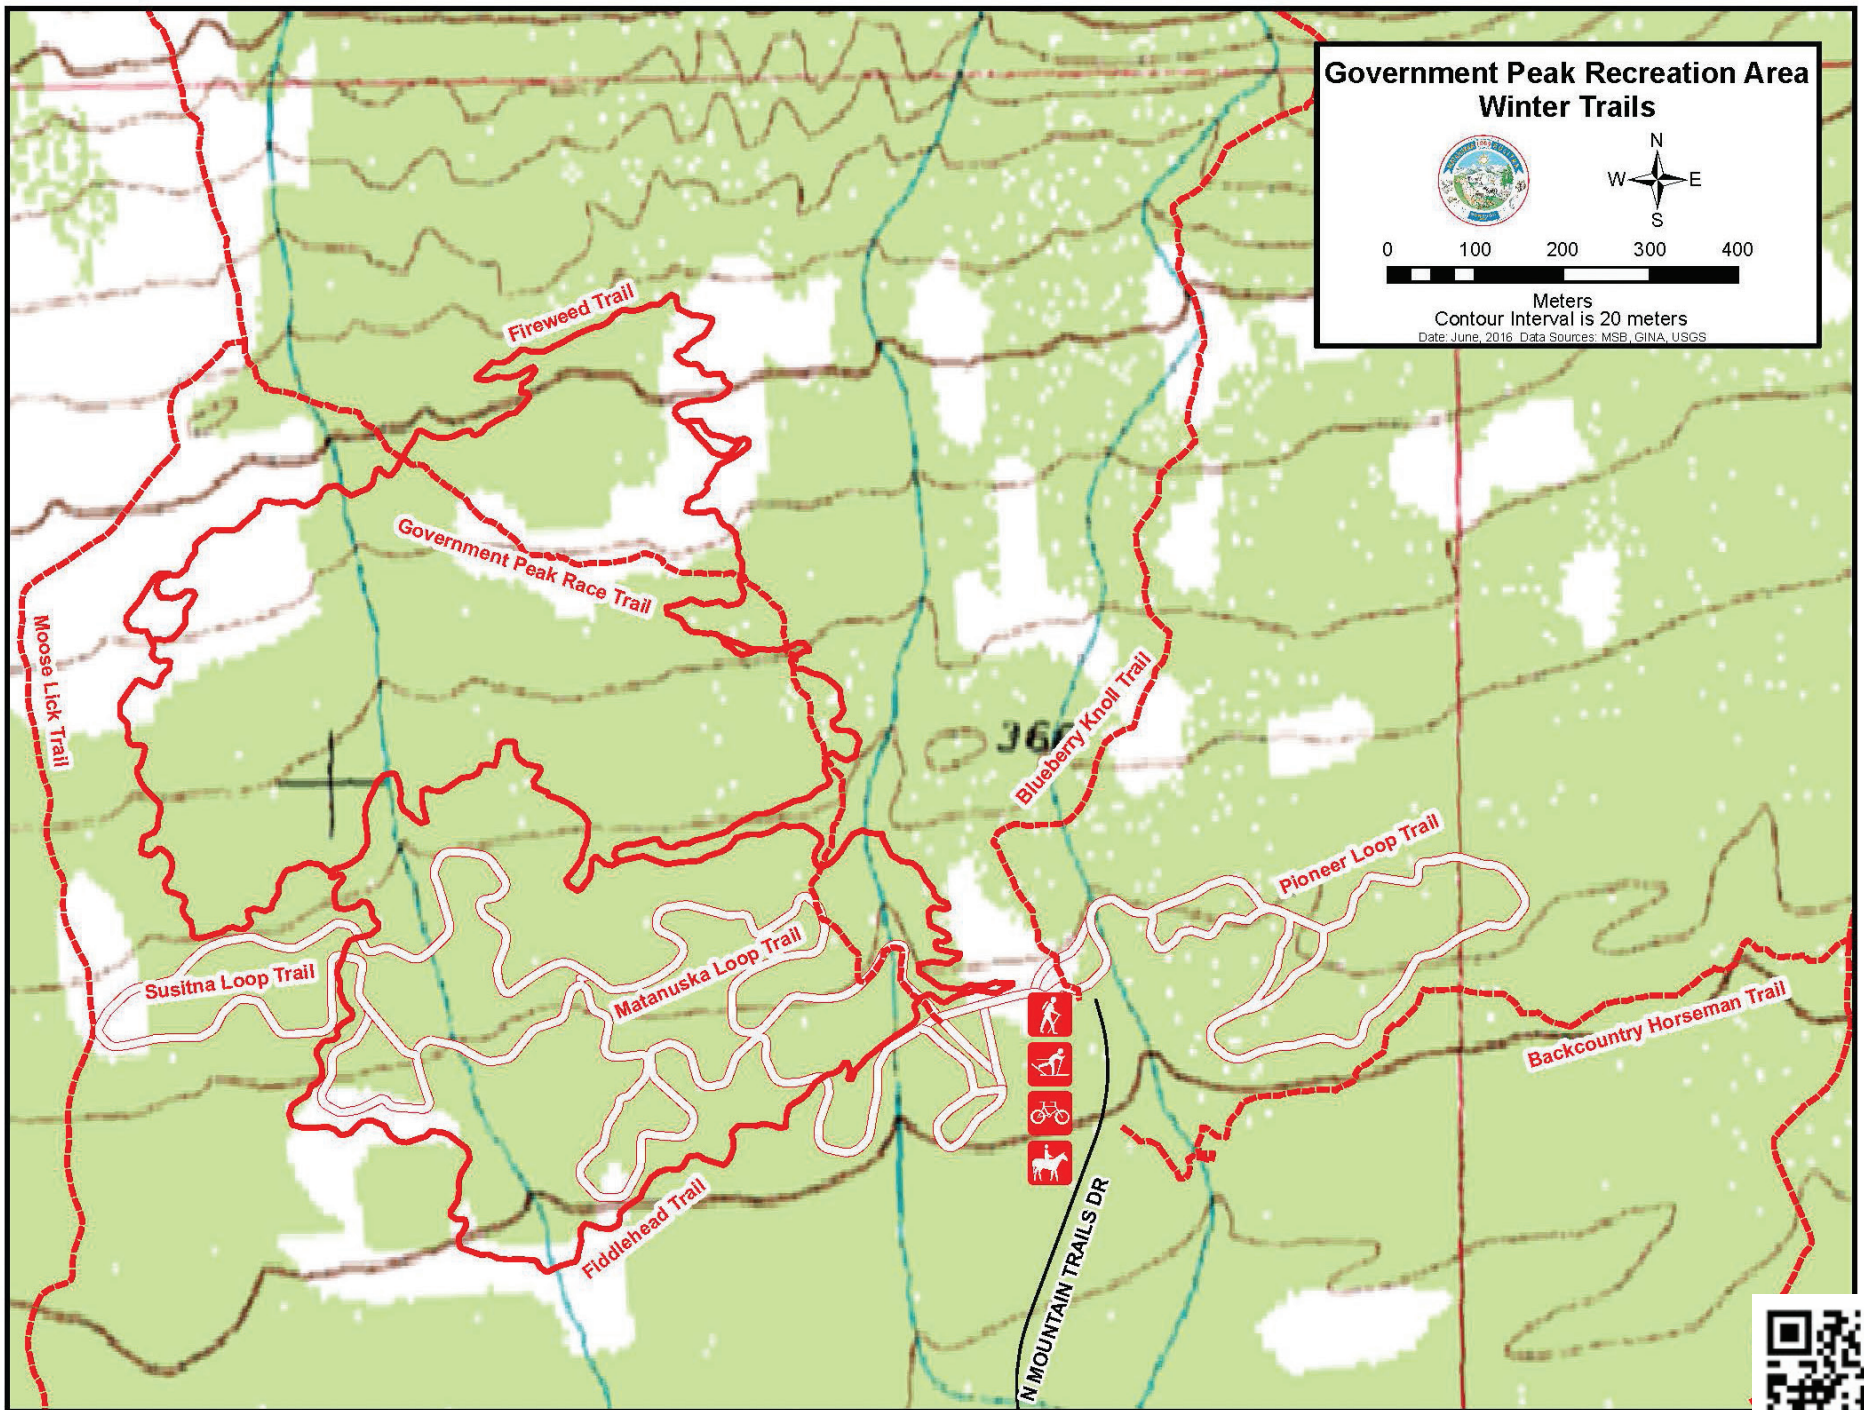 Government Peak Recreation Area
Winter Trails
N
W E
S
0 100 200 300 400
Meters
Contour Interval is 20 meters
Date: June, 2016 Data Sources: MSB, GINA, USGS
Fireweed Trail
Government Peak Race Trail
Moose Lick Trail
Blueberry Knoll Trail
Pioneer Loop Trail
Matanuska Loop Trail
Susitna Loop Trail
Backcountry Horseman Trail
Fiddlehead Trail
N MOUNTAIN TRAILS DR